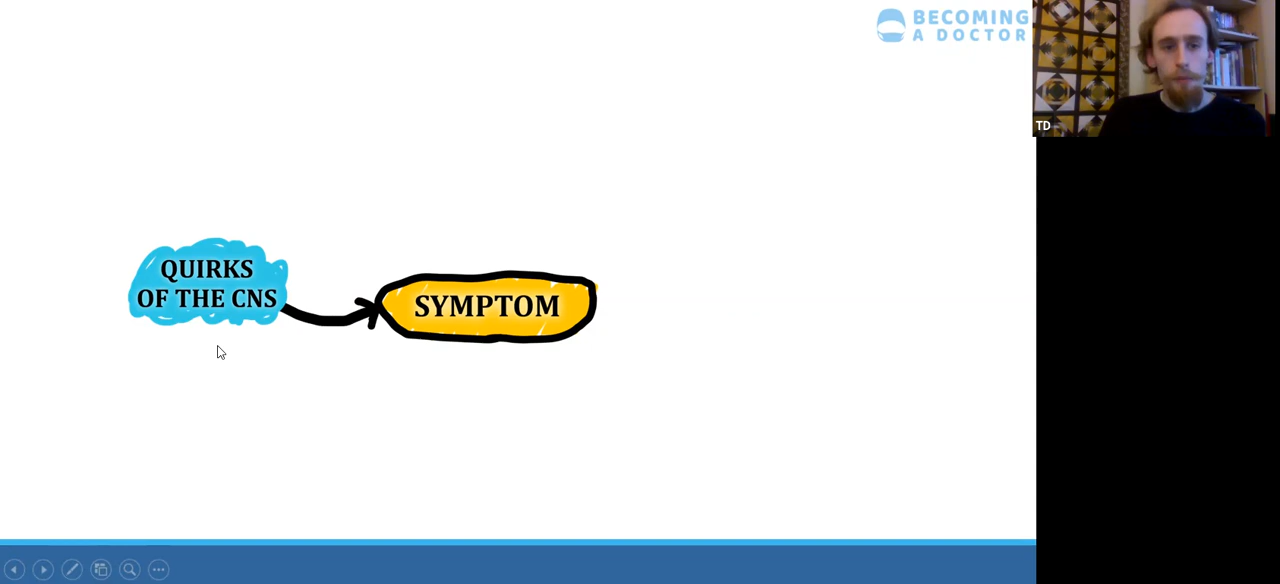 BECOMING
A DOCTOR
TD
QUIRKS
OF THE CNS
SYMPTOM